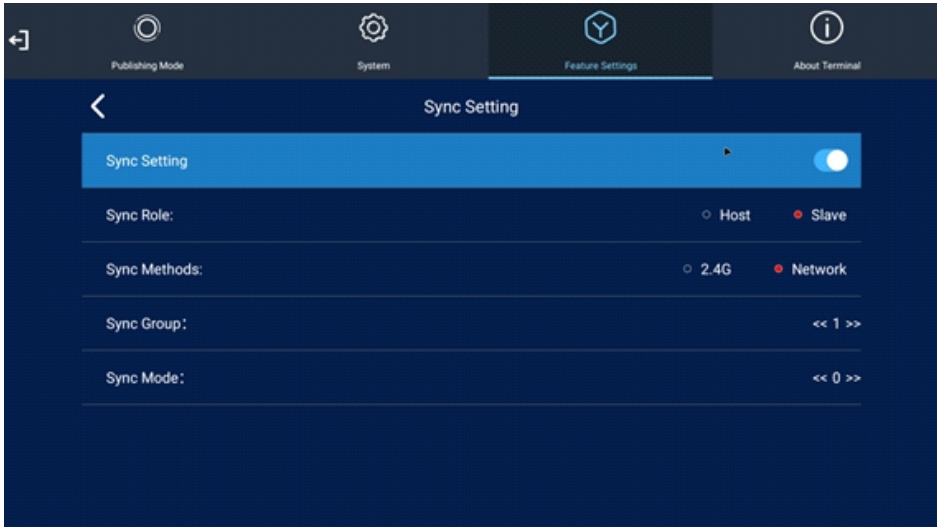 Publishing Mode
System
Feature Settings
About Terminal
Sync Setting
Sync Setting
Sync Role: Host Slave
Sync Methods: 2.4G Network
Sync Group: << 1 >>
Sync Mode: << 0 >>